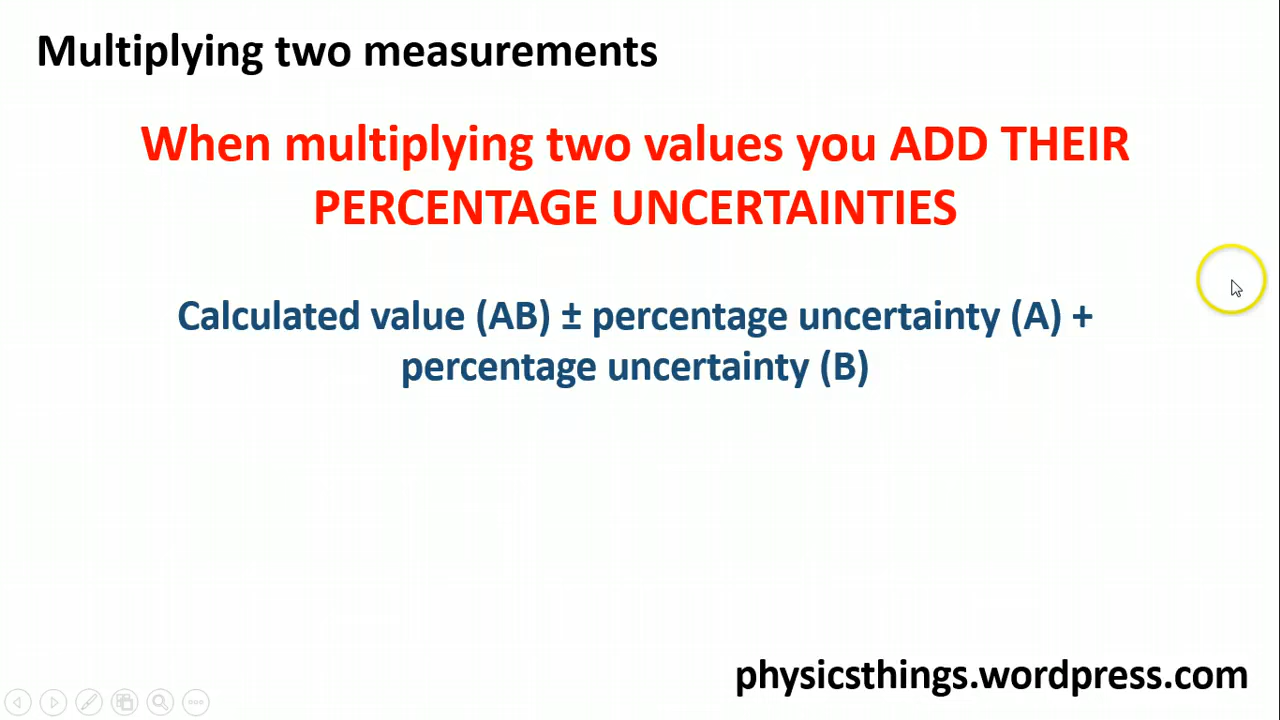 Multiplying two measurements
When multiplying two values you ADD THEIR
PERCENTAGE UNCERTAINTIES
Calculated value (AB) ± percentage uncertainty (A) +
percentage uncertainty (B)
physicsthings.wordpress.com